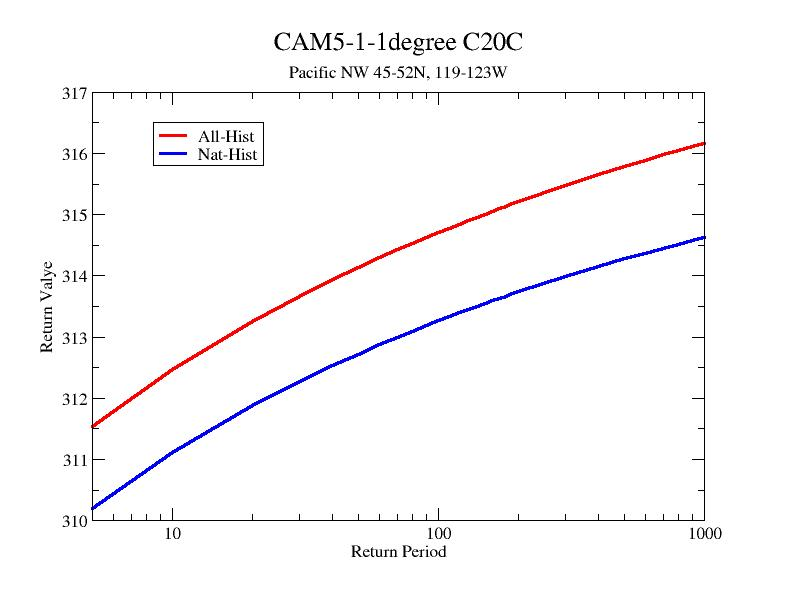 CAM5-1-1degree C20C
Pacific NW 45-52N, 119-123W
317
316
315
314
313
312
311
310
Return Valye
All-Hist
Nat-Hist
10
100
1000
Return Period